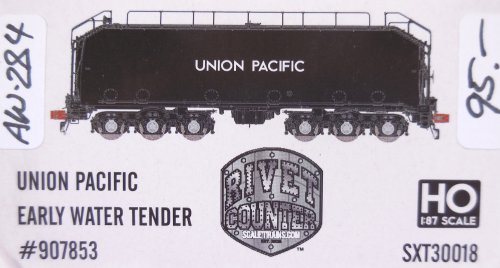 AW.284
UNION PACIFIC
95.-
UNION PACIFIC
EARLY WATER TENDER
#907853
RIVET
COUNTER
SCALETRAINS.COM
HO
1:87 SCALE
SXT30018